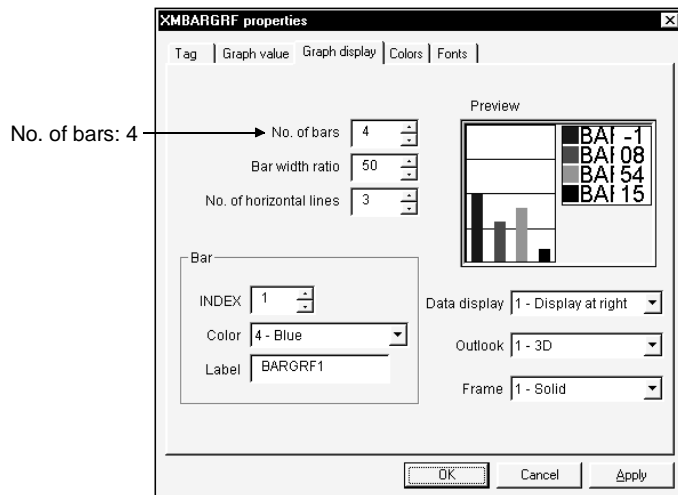 XMBARGRF properties
Tag Graph value Graph display Colors Fonts
No. of bars: 4
No. of bars 4
Bar width ratio 50
No. of horizontal lines 3
Preview
BAF -1
BAF 08
BAF 54
BAF 15
Bar
INDEX 1
Color 4 - Blue
Label BARGRF1
Data display 1 - Display at right
Outlook 1 - 3D
Frame 1 - Solid
OK Cancel Apply